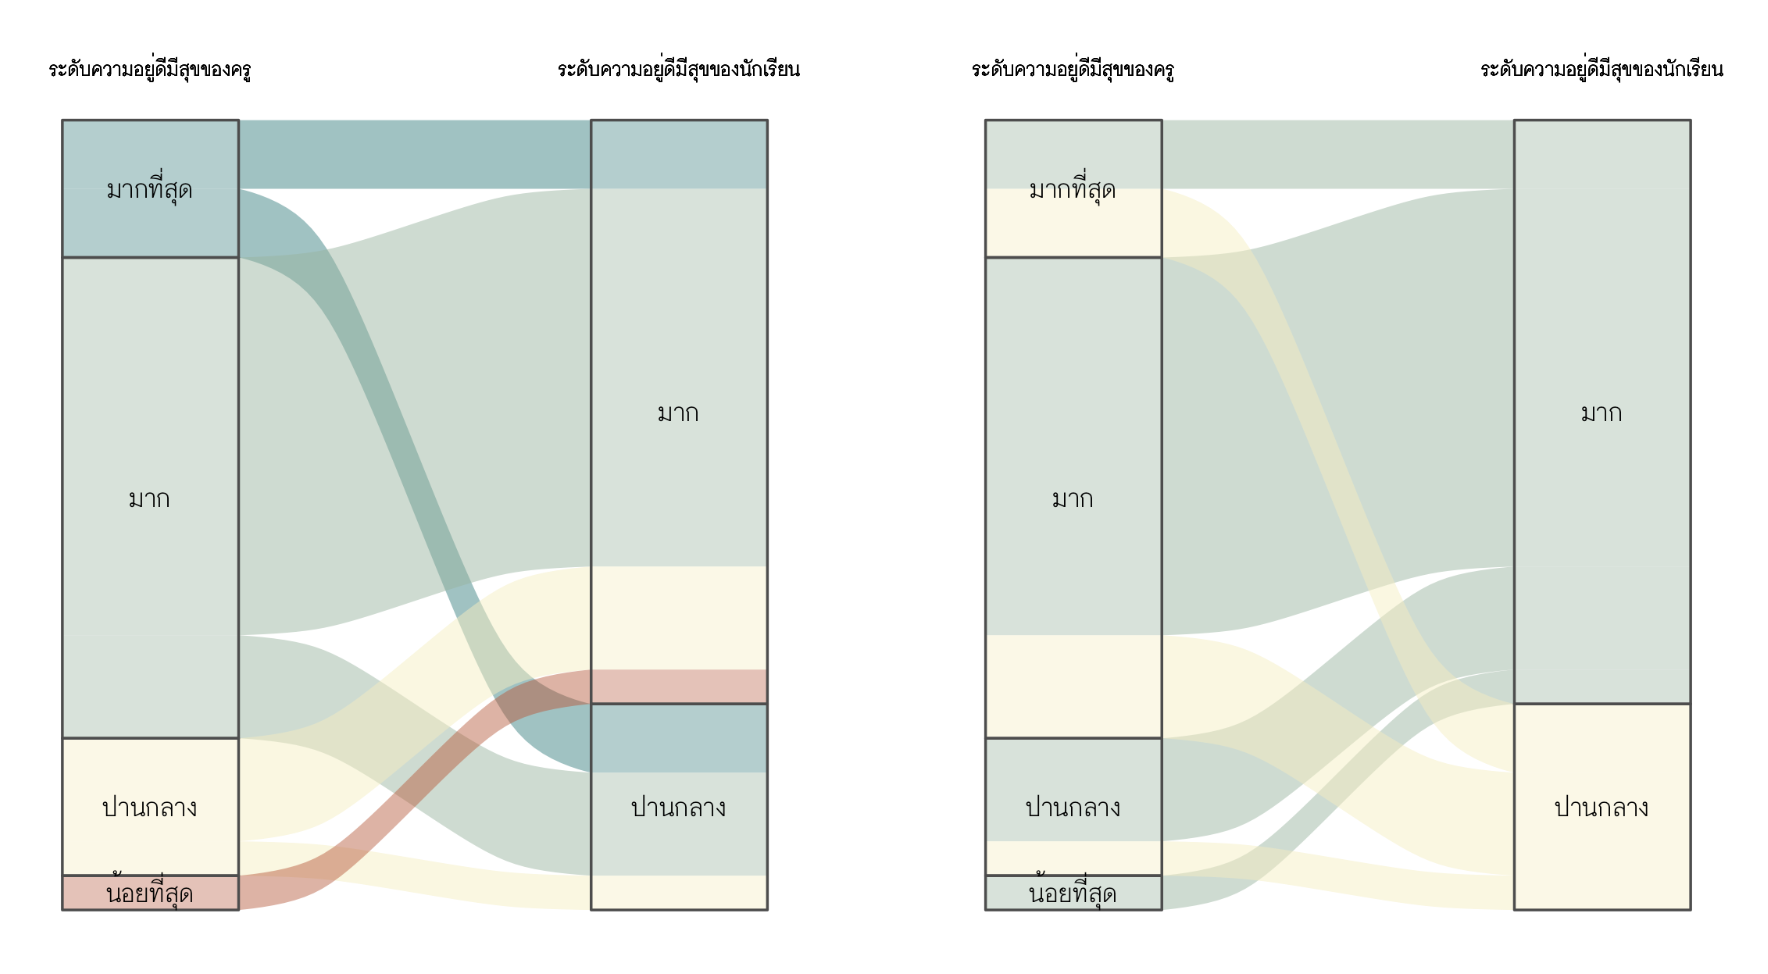 ระดับความอยู่ดีมีสุขของครู
ระดับความอยู่ดีมีสุขของนักเรียน
มากที่สุด
มาก
มาก
ปานกลาง
ปานกลาง
น้อยที่สุด
ระดับความอยู่ดีมีสุขของครู
ระดับความอยู่ดีมีสุขของนักเรียน
มากที่สุด
มาก
มาก
ปานกลาง
ปานกลาง
น้อยที่สุด